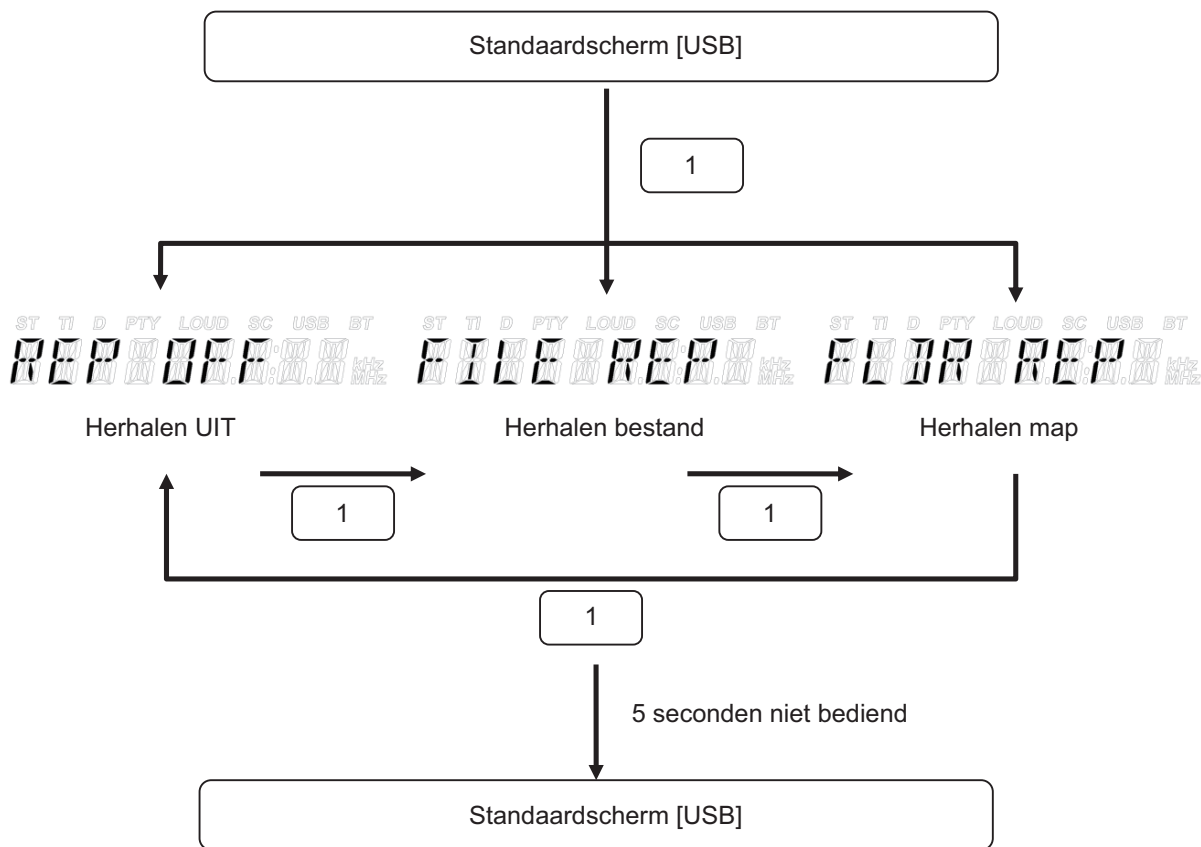 Standaardscherm [USB]
1
ST TI D PTY LOUD SC USB BT
REP OFF
kHz
MHz
ST TI D PTY LOUD SC USB BT
FILE REP
kHz
MHz
ST TI D PTY LOUD SC USB BT
FLDR REP
kHz
MHz
Herhalen UIT
Herhalen bestand
Herhalen map
1
1
1
5 seconden niet bediend
Standaardscherm [USB]